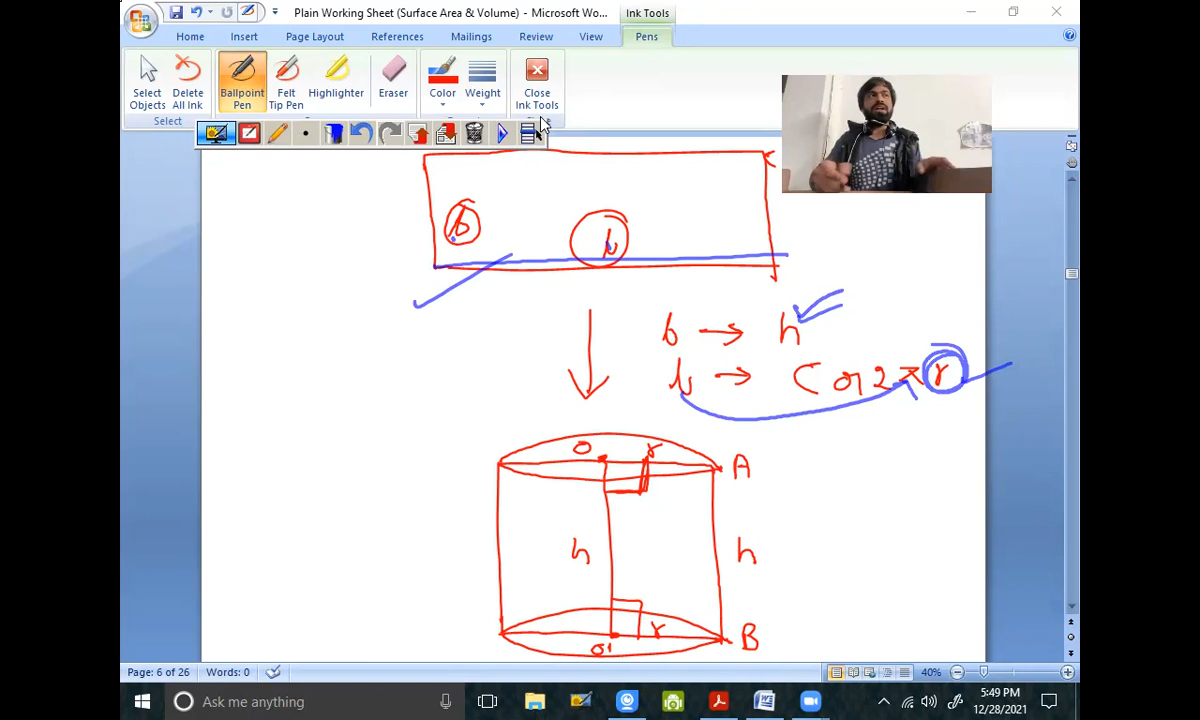 Plain Working Sheet (Surface Area & Volume) - Microsoft Wo...
Ink Tools
Home
Insert
Page Layout
References
Mailings
Review
View
Pens
Select Objects
Delete All Ink
Ballpoint Pen
Felt Tip Pen
Highlighter
Eraser
Color
Weight
Close Ink Tools
Select
b
b → h
→ C or 2πr
O r A
h h
O' r B
Page: 6 of 26
Words: 0
40%
Ask me anything
5:49 PM
12/28/2021